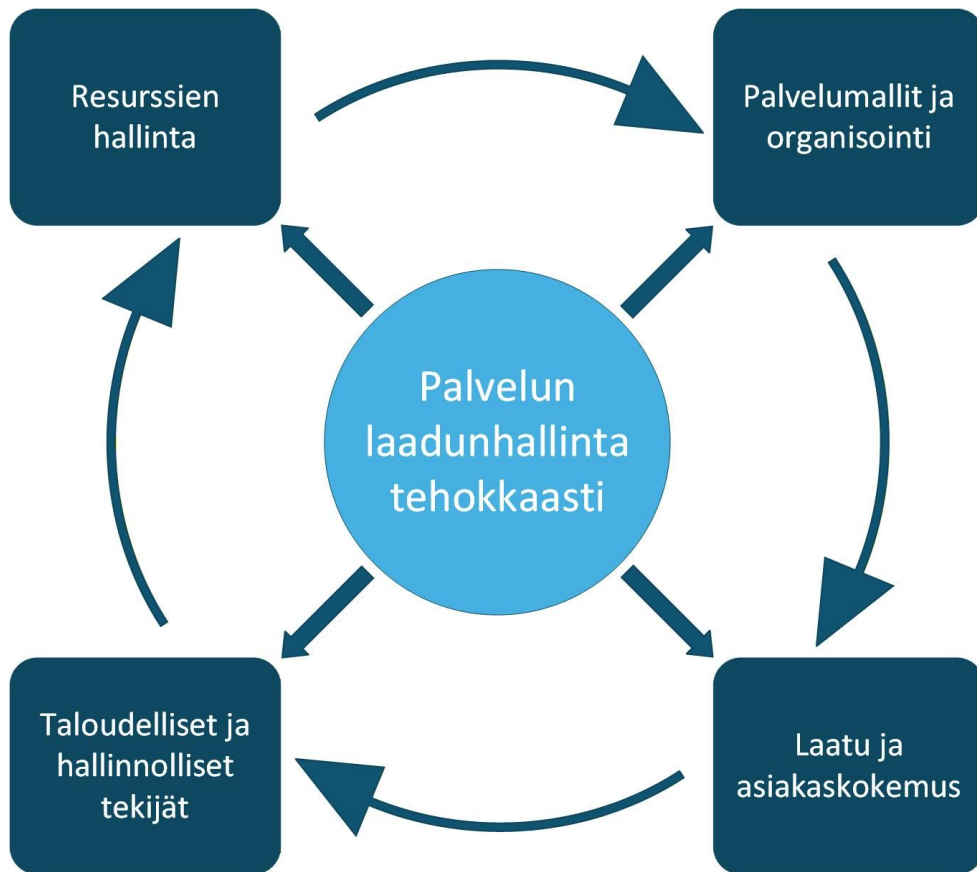 Resurssien
hallinta
Palvelumallit ja
organisointi
Palvelun
laadunhallinta
tehokkaasti
Taloudelliset ja
hallinnolliset
tekijät
Laatu ja
asiakaskokemus